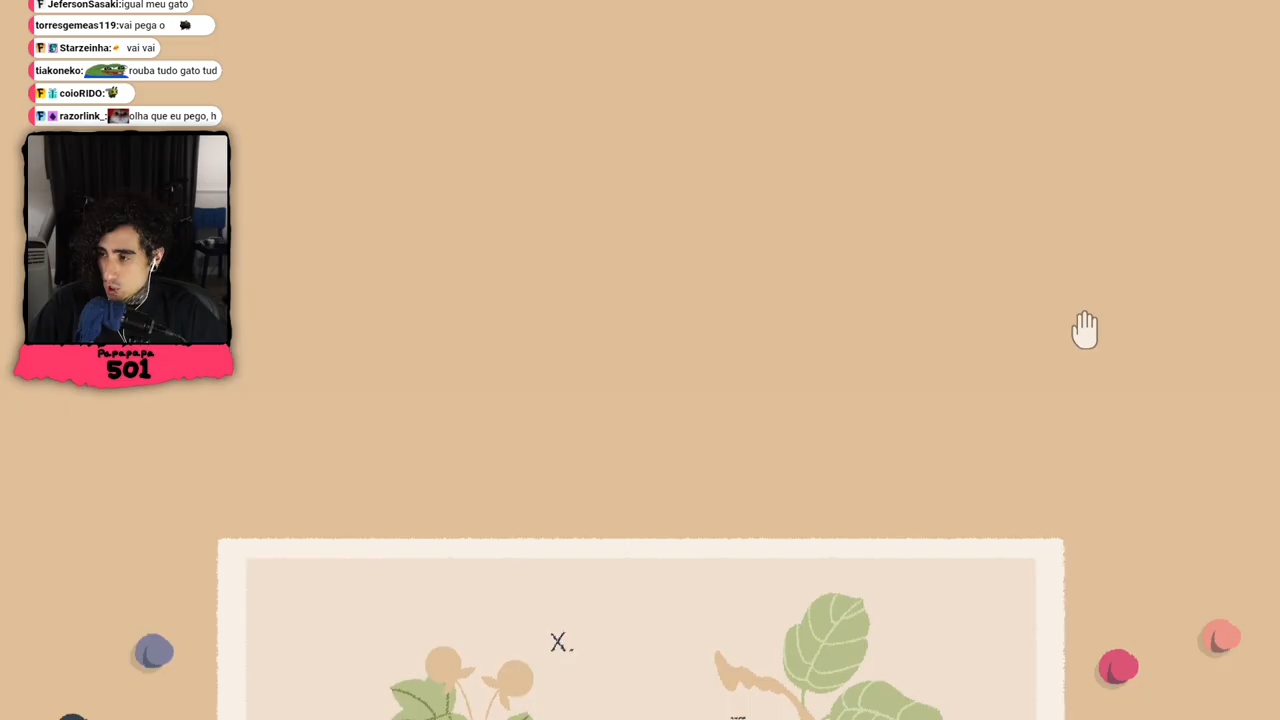 JefersonSasaki:igual meu gato
torresgemeas119:vai pega o
Starzeinha: vai vai
tiakoneko: rouba tudo gato tud
coioRIDO:
razorlink_: olha que eu pego, h
Papapapa
501
X.